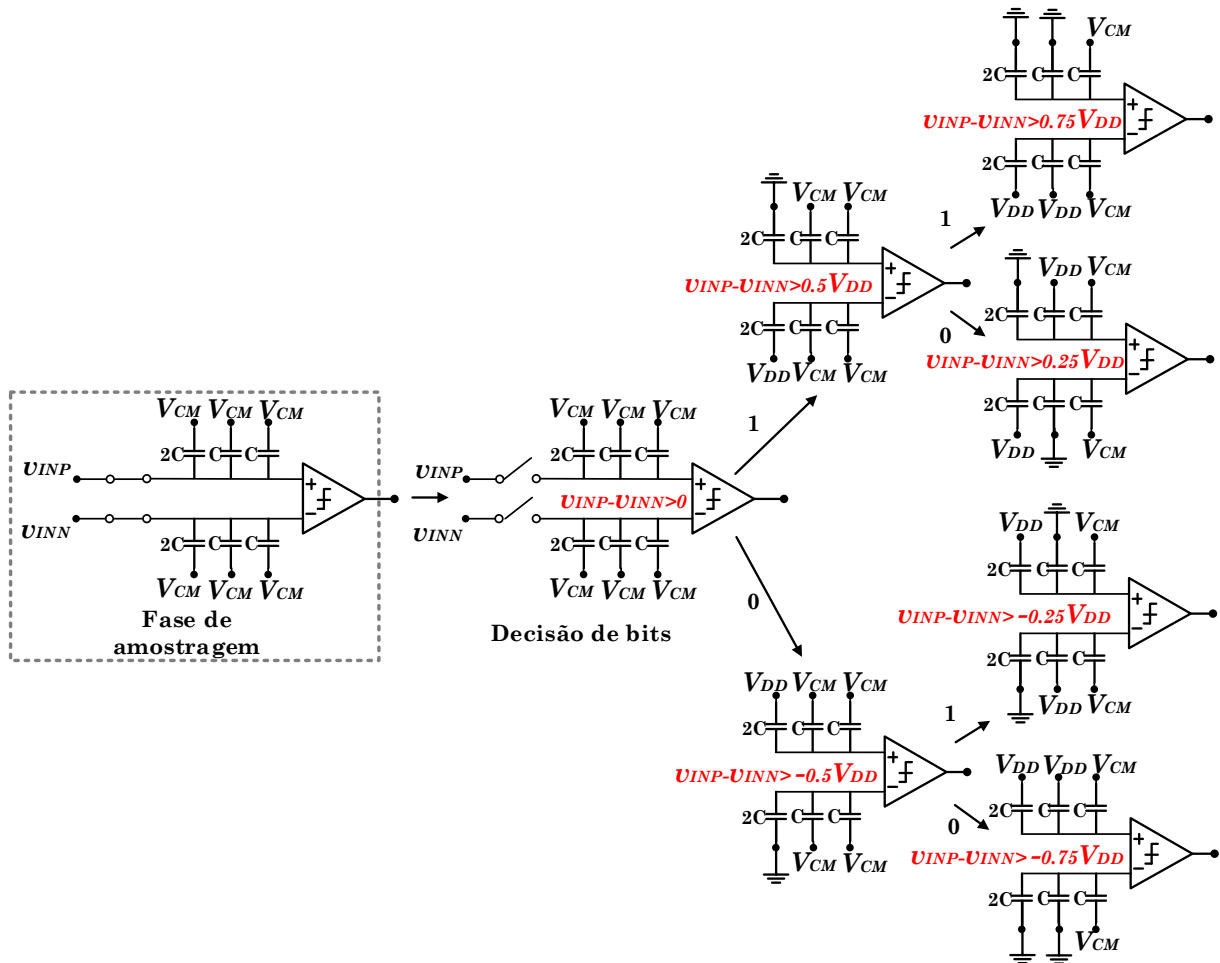 VCM
2C C C
vINP-vINN>0.75VDD
2C C C
VDD VDD VCM
1
VCM VCM
2C C C
vINP-vINN>0.5VDD
2C C C
VDD VCM VCM
0
VDD VCM
2C C C
vINP-vINN>0.25VDD
2C C C
VDD VCM
1
VCM VCM VCM
2C C C
vINP
vINN
2C C C
VCM VCM VCM
Fase de
amostragem
VCM VCM VCM
2C C C
vINP
vINP-vINN>0
vINN
2C C C
VCM VCM VCM
Decisão de bits
0
VDD VCM
2C C C
vINP-vINN>-0.25VDD
2C C C
VDD VCM
1
VDD VCM VCM
2C C C
vINP-vINN>-0.5VDD
2C C C
VCM VCM
0
VDD VDD VCM
2C C C
vINP-vINN>-0.75VDD
2C C C
VCM